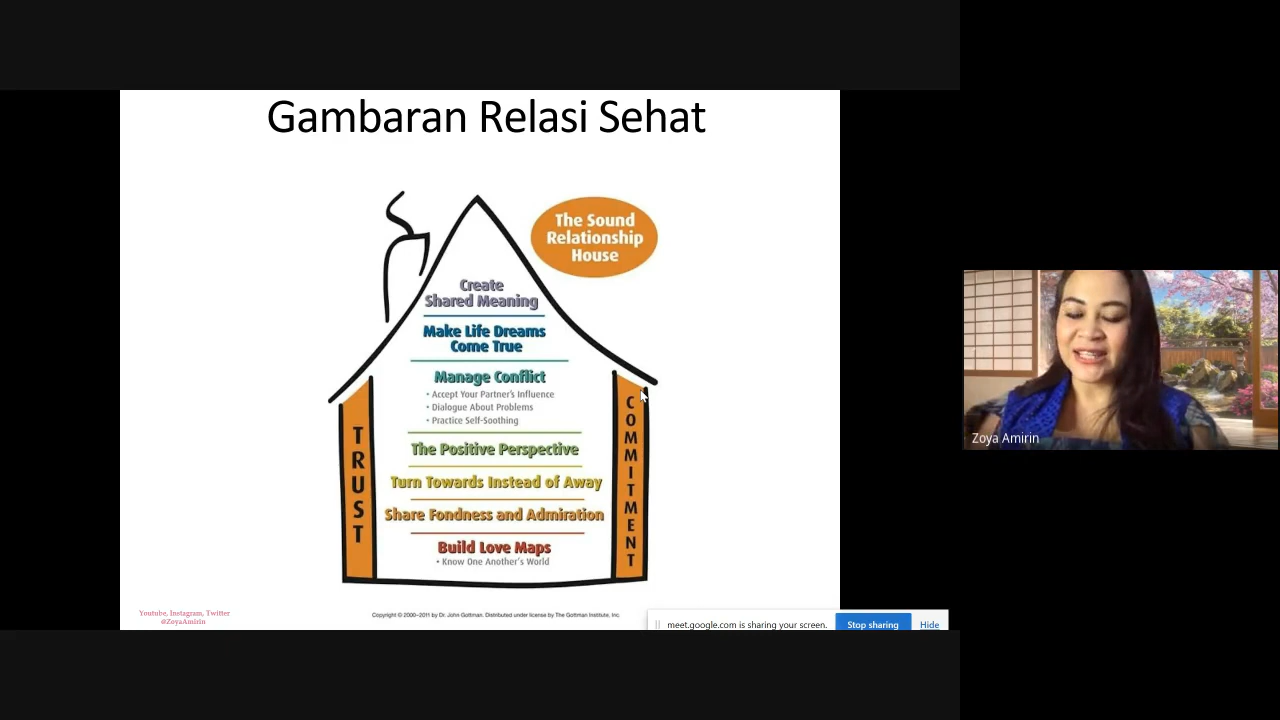 Gambaran Relasi Sehat
The Sound
Relationship
House
Create
Shared Meaning
Make Life Dreams
Come True
Manage Conflict
• Accept Your Partner's Influence
• Dialogue About Problems
• Practice Self-Soothing
The Positive Perspective
Turn Towards Instead of Away
Share Fondness and Admiration
Build Love Maps
• Know One Another's World
TRUST
COMMITMENT
Youtube, Instagram, Twitter
@ZoyaAmirin
Copyright © 2000–2011 by Dr. John Gottman. Distributed under license by The Gottman Institute, Inc.
meet.google.com is sharing your screen. Stop sharing Hide
Zoya Amirin